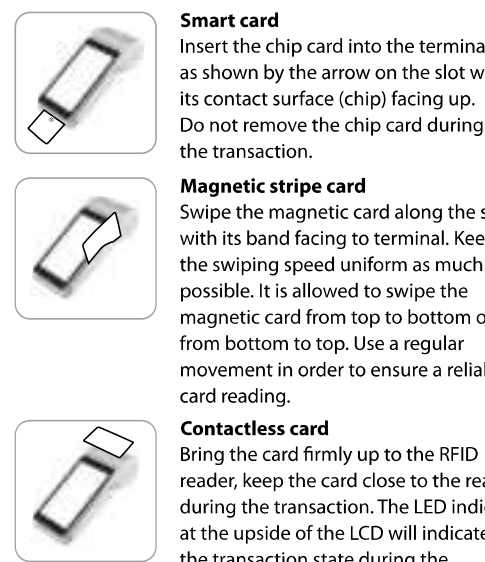 Smart card
Insert the chip card into the
as shown by the arrow on the slot
its contact surface (chip) facing up.
Do not remove the chip card during
the transaction.
Magnetic stripe card
Swipe the magnetic card along the
with its band facing to terminal.
the swiping speed uniform as much
possible. It is allowed to swipe the
magnetic card from top to bottom
from bottom to top. Use a regular
movement in order to ensure a
card reading.
Contactless card
Bring the card firmly up to the RFID
reader, keep the card close to the
during the transaction. The LED
at the upside of the LCD will indicate
the transaction state during the